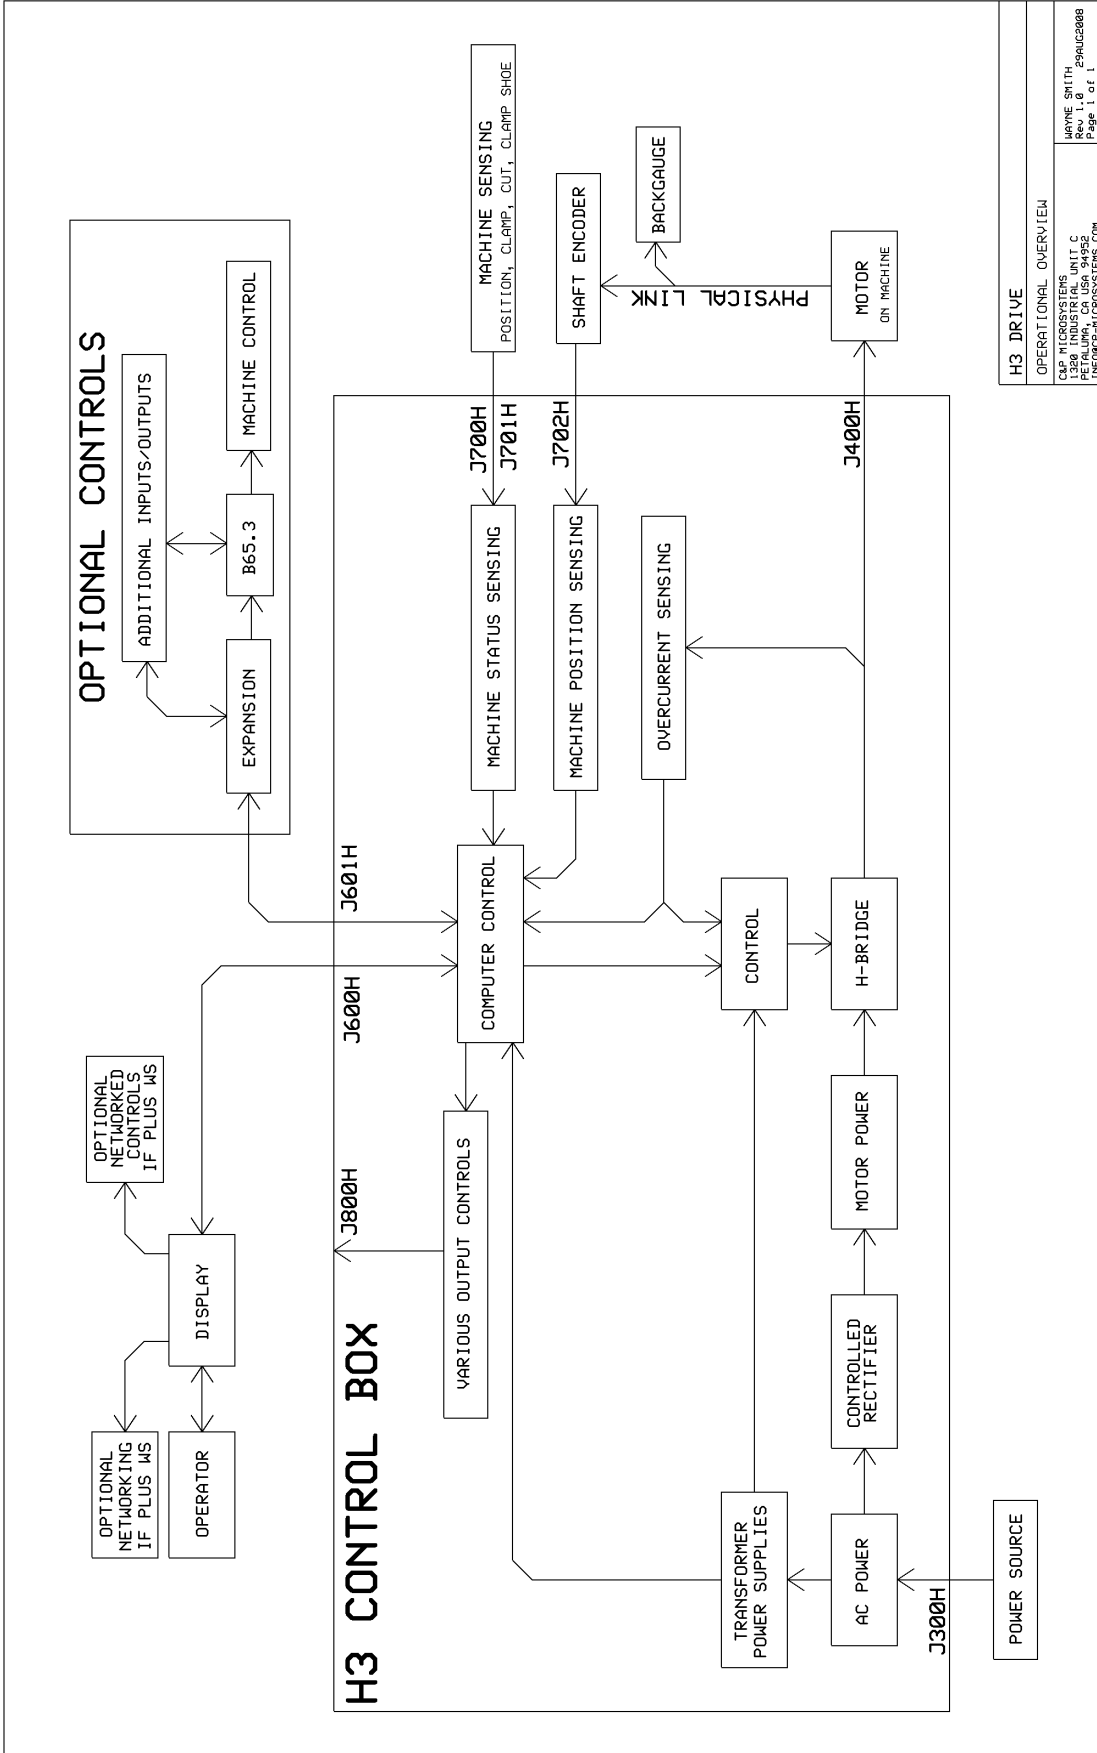 OPTIONAL
NETWORKING
IF PLUS WS
OPTIONAL
NETWORKED
CONTROLS
IF PLUS WS
OPERATOR
DISPLAY
OPTIONAL CONTROLS
ADDITIONAL INPUTS/OUTPUTS
EXPANSION
B65.3
MACHINE CONTROL
H3 CONTROL BOX
J800H
J600H
J601H
VARIOUS OUTPUT CONTROLS
COMPUTER CONTROL
MACHINE STATUS SENSING
J700H
J701H
MACHINE SENSING
POSITION, CLAMP, CUT, CLAMP SHOE
MACHINE POSITION SENSING
J702H
SHAFT ENCODER
BACKGAUGE
PHYSICAL LINK
OVERCURRENT SENSING
TRANSFORMER
POWER SUPPLIES
CONTROL
AC POWER
CONTROLLED
RECTIFIER
MOTOR POWER
H-BRIDGE
J400H
MOTOR
ON MACHINE
J300H
POWER SOURCE
H3 DRIVE
OPERATIONAL OVERVIEW
C&P MICROSYSTEMS
1320 INDUSTRIAL UNIT C
PETALUMA, CA USA 94952
INFO@CP-MICROSYSTEMS.COM
WAYNE SMITH
Rev 1.0 29AUG2008
Page 1 of 1